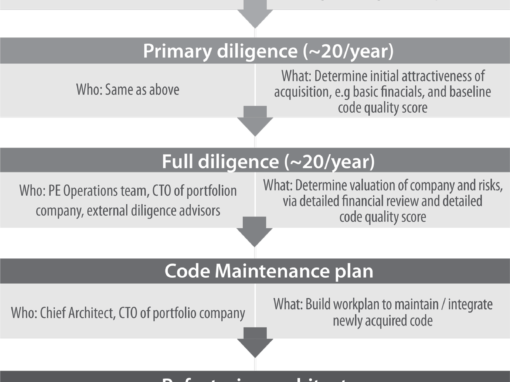 Primary diligence (~20/year)
Who: Same as above
What: Determine initial attractiveness of
acquisition, e.g basic finacials, and baseline
code quality score
Full diligence (~20/year)
Who: PE Operations team, CTO of portfolion
company, external diligence advisors
What: Determine valuation of company and risks,
via detailed financial review and detailed
code quality score
Code Maintenance plan
Who: Chief Architect, CTO of portfolio company
What: Build workplan to maintain / integrate
newly acquired code